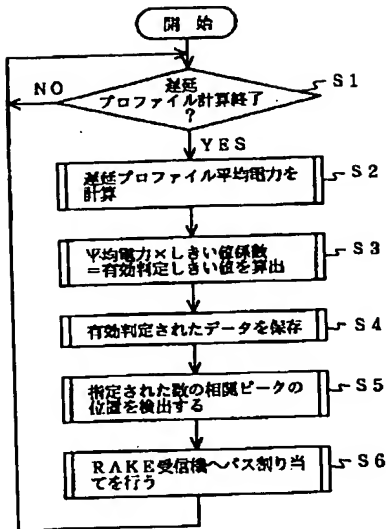 開始
遅延
プロファイル計算終了
?
S1
NO
YES
遅延プロファイル平均電力を
計算
S2
平均電力×しきい値係数
=有効判定しきい値を算出
S3
有効判定されたデータを保存
S4
指定された数の相関ピークの
位置を検出する
S5
RAKE受信機へパス割り当
てを行う
S6